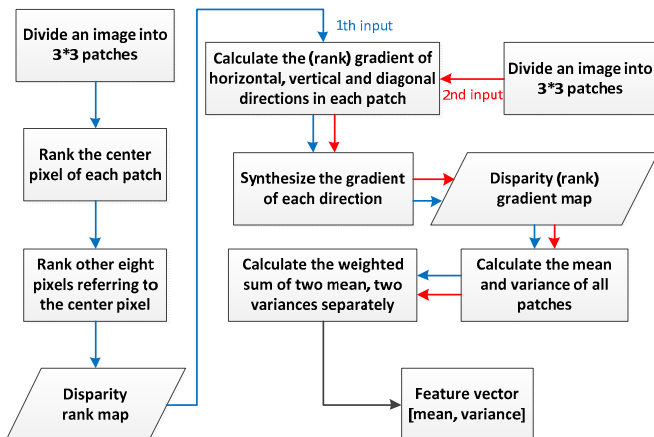 Divide an image into
3*3 patches
Rank the center
pixel of each patch
Rank other eight
pixels referring to
the center pixel
Disparity
rank map
1th input
Calculate the (rank) gradient of
horizontal, vertical and diagonal
directions in each patch
2nd input
Divide an image into
3*3 patches
Synthesize the gradient
of each direction
Disparity (rank)
gradient map
Calculate the weighted
sum of two mean, two
variances separately
Calculate the mean
and variance of all
patches
Feature vector
[mean, variance]